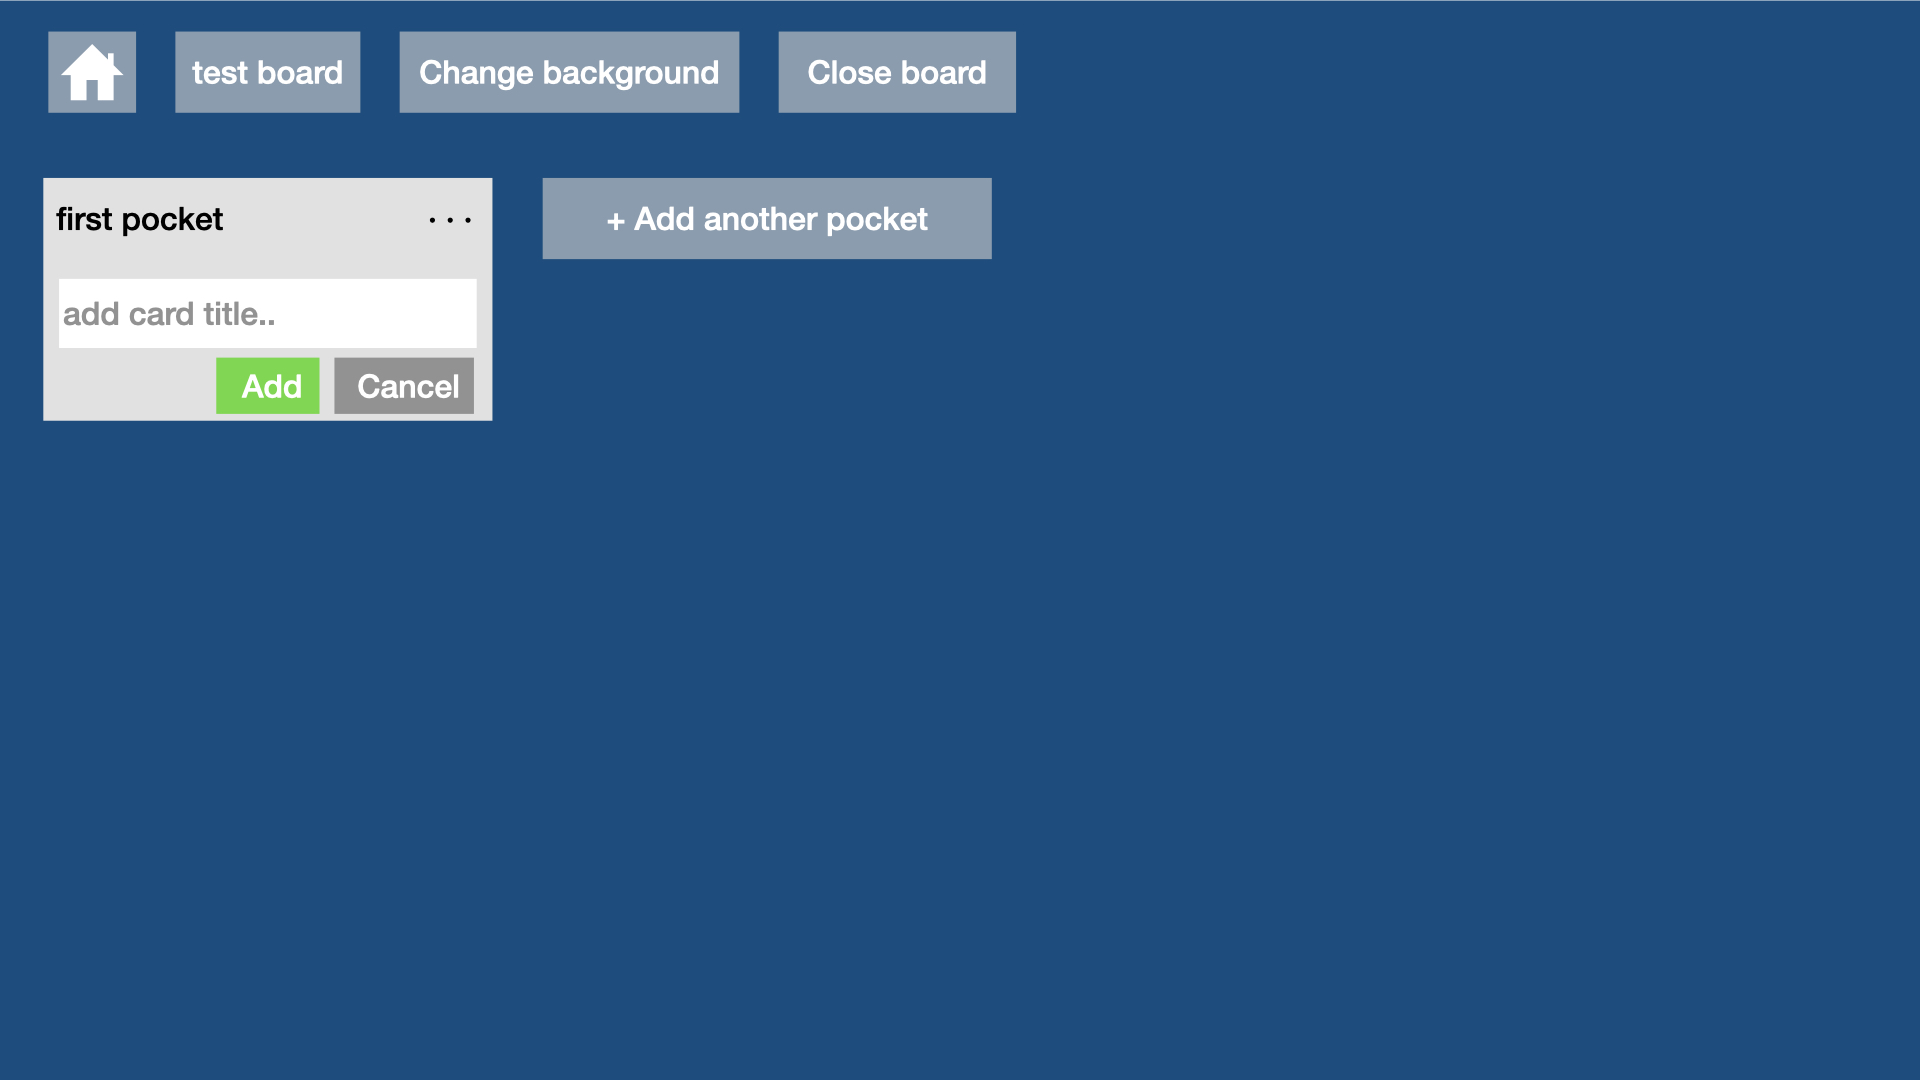 test board
Change background
Close board
first pocket
...
+ Add another pocket
add card title..
Add
Cancel